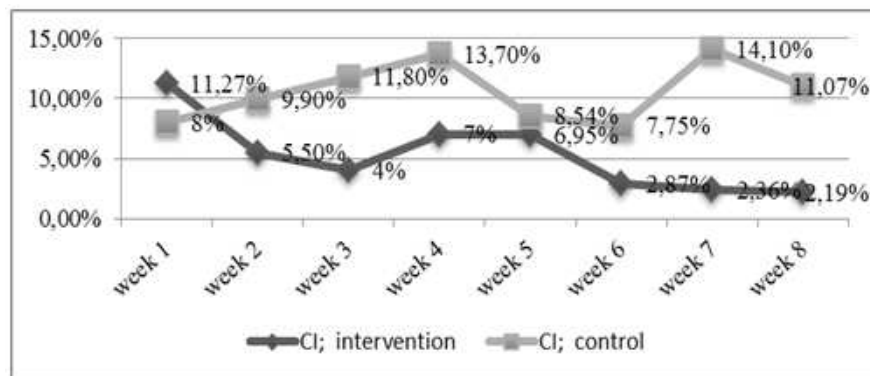 15,00%
10,00%
5,00%
0,00%
11,27%
8%
9,90%
5,50%
11,80%
4%
13,70%
7%
8,54%
6,95%
7,75%
2,87%
14,10%
2,36%
11,07%
2,19%
week 1
week 2
week 3
week 4
week 5
week 6
week 7
week 8
CI; intervention
CI; control